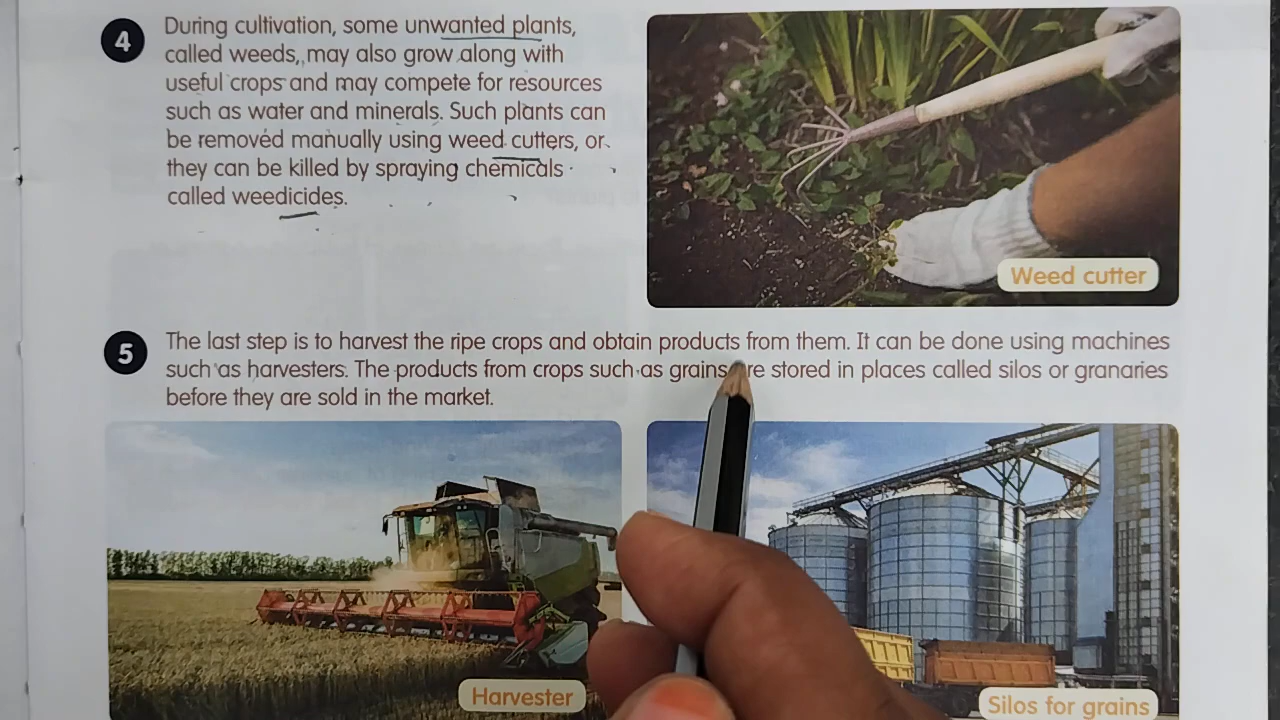 4
During cultivation, some unwanted plants,
called weeds, may also grow along with
useful crops and may compete for resources
such as water and minerals. Such plants can
be removed manually using weed cutters, or
they can be killed by spraying chemicals
called weedicides.
Weed cutter
5
The last step is to harvest the ripe crops and obtain products from them. It can be done using machines
such as harvesters. The products from crops such as grains are stored in places called silos or granaries
before they are sold in the market.
Harvester
Silos for grains